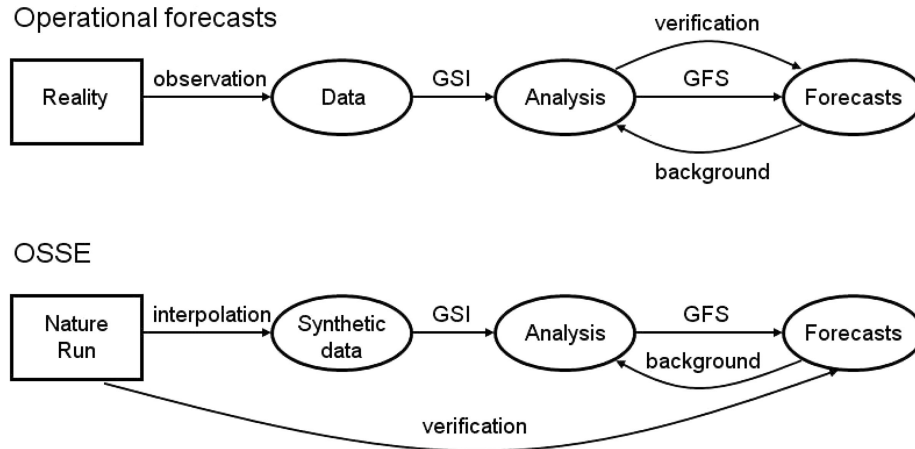 Operational forecasts
verification
observation
GSI
GFS
Reality
Data
Analysis
Forecasts
background
OSSE
interpolation
GSI
GFS
Nature
Run
Synthetic
data
Analysis
Forecasts
background
verification